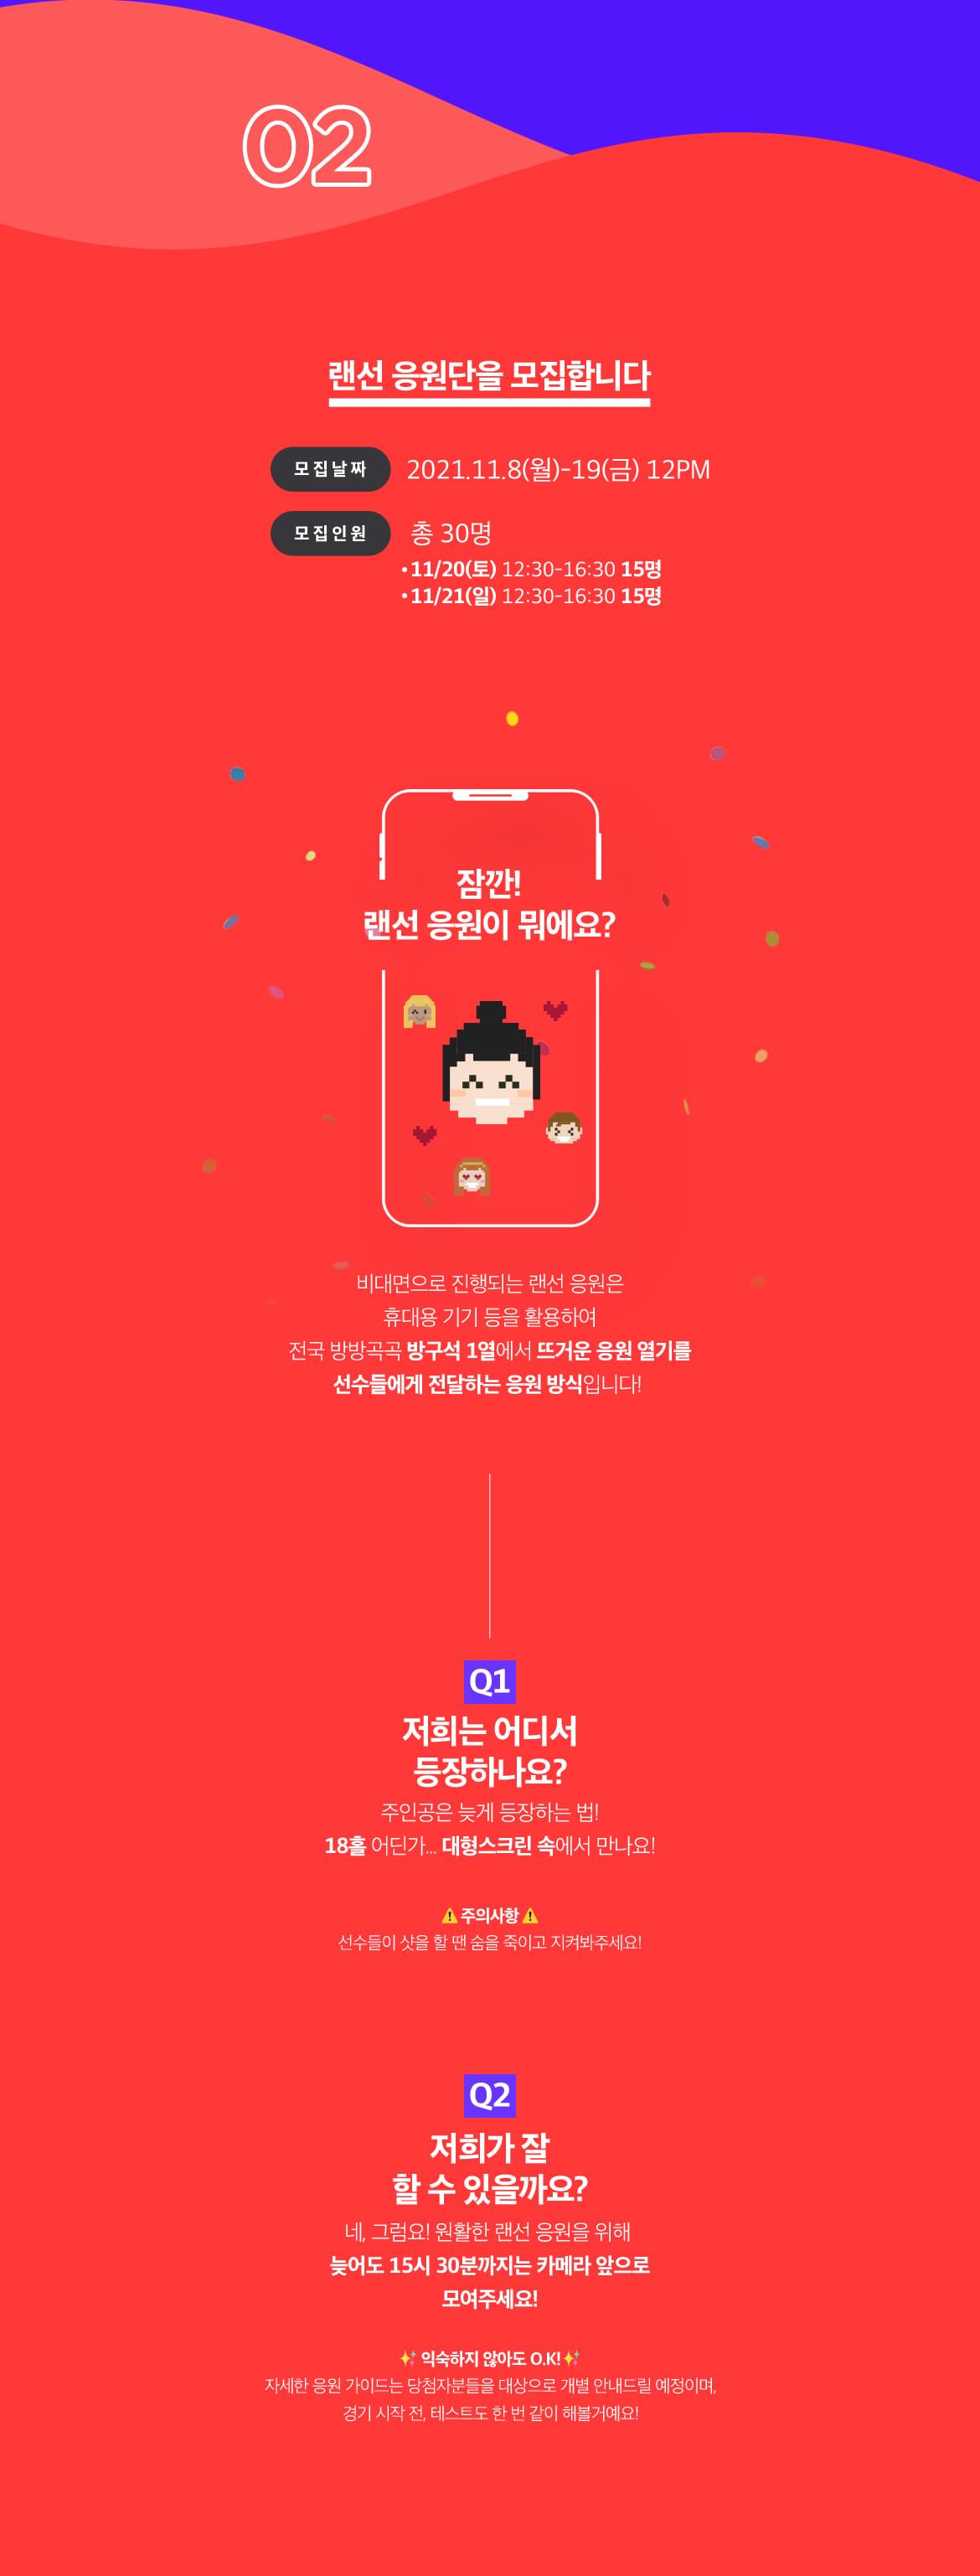 02
랜선 응원단을 모집합니다
모집날짜 2021.11.8(월)-19(금) 12PM
모집인원 총 30명
•11/20(토) 12:30-16:30 15명
•11/21(일) 12:30-16:30 15명
잠깐!
랜선 응원이 뭐에요?
비대면으로 진행되는 랜선 응원은
휴대용 기기 등을 활용하여
전국 방방곡곡 방구석 1열에서 뜨거운 응원 열기를
선수들에게 전달하는 응원 방식입니다!
Q1
저희는 어디서
등장하나요?
주인공은 늦게 등장하는 법!
18홀 어딘가... 대형스크린 속에서 만나요!
⚠️ 주의사항 ⚠️
선수들이 샷을 할 땐 숨을 죽이고 지켜봐주세요!
Q2
저희가 잘
할 수 있을까요?
네, 그럼요! 원활한 랜선 응원을 위해
늦어도 15시 30분까지는 카메라 앞으로
모여주세요!
✨ 익숙하지 않아도 O.K!✨
자세한 응원 가이드는 당첨자분들을 대상으로 개별 안내드릴 예정이며,
경기 시작 전, 테스트도 한 번 같이 해볼거예요!